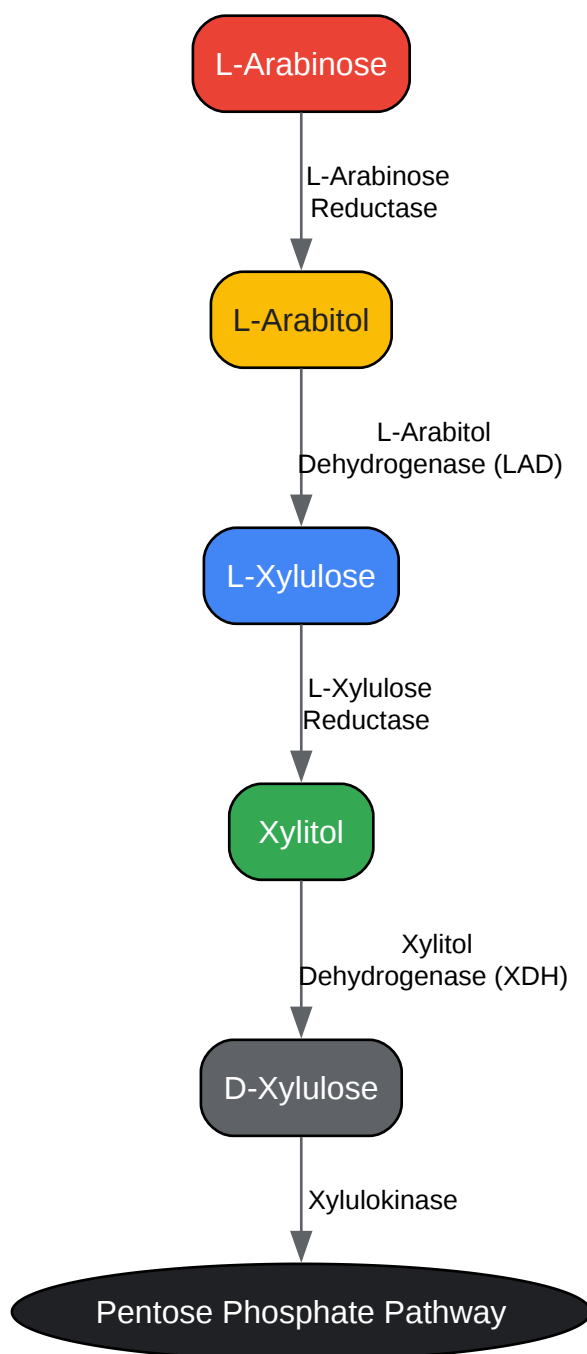 L-Arabinose
L-Arabinose
Reductase
L-Arabitol
L-Arabitol
Dehydrogenase (LAD)
L-Xylulose
L-Xylulose
Reductase
Xylitol
Xylitol
Dehydrogenase (XDH)
D-Xylulose
Xylulokinase
Pentose Phosphate Pathway